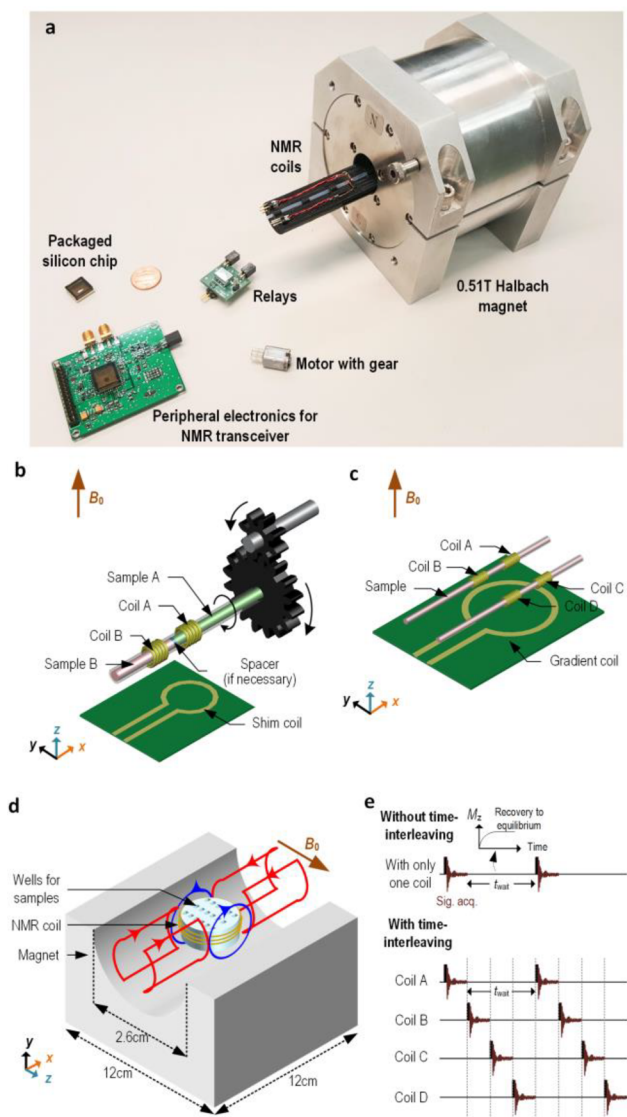 a
NMR
coils
N
Packaged
silicon chip
Relays
0.51T Halbach
magnet
Motor with gear
Peripheral electronics for
NMR transceiver
b
B0
Sample A
Coil A
Coil B
Sample B
Spacer
(if necessary)
Shim coil
z
y
x
c
B0
Coil A
Coil B
Sample
Coil C
Coil D
Gradient coil
z
y
x
d
B0
Wells for
samples
NMR coil
Magnet
2.6cm
12cm
12cm
y
x
z
e
Without time-
interleaving
Mz
Recovery to
equilibrium
Time
With only
one coil
twait
Sig. acq.
With time-
interleaving
Coil A
twait
Coil B
Coil C
Coil D